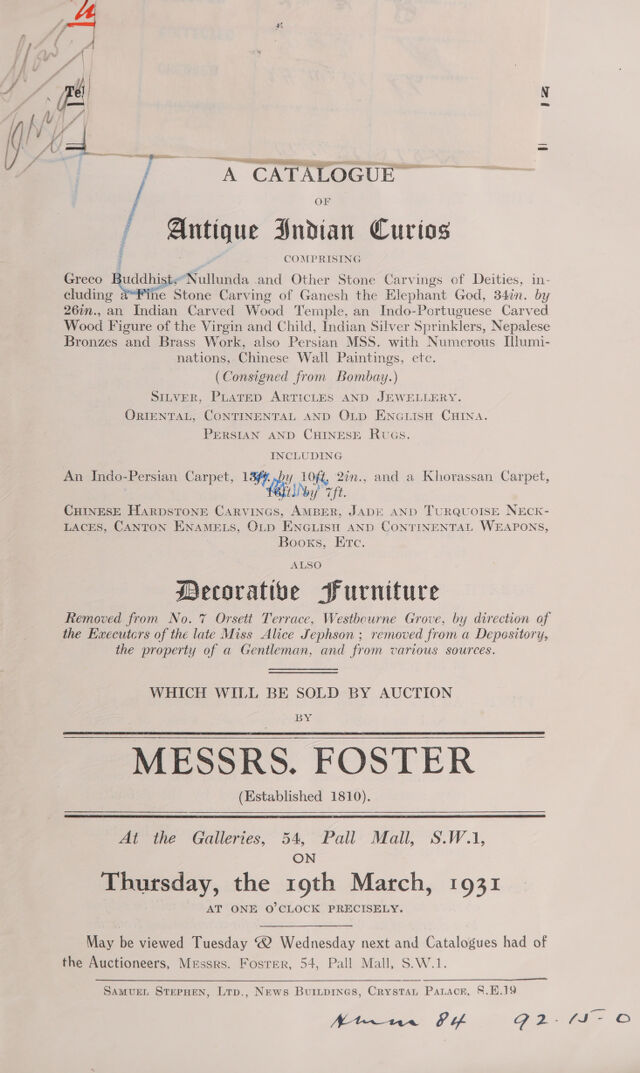 Stow.
Orig
Tel
N
A CATALOGUE
OF
Antique Indian Curios
COMPRISING
Greco Buddhist, Nullunda and Other Stone Carvings of Deities, in-
cluding a Fine Stone Carving of Ganesh the Elephant God, 34in. by
26in., an Indian Carved Wood Temple, an Indo-Portuguese Carved
Wood Figure of the Virgin and Child, Indian Silver Sprinklers, Nepalese
Bronzes and Brass Work, also Persian MSS. with Numerous Illumi-
nations, Chinese Wall Paintings, etc.
(Consigned from Bombay.)
SILVER, PLATED ARTICLES AND JEWELLERY.
ORIENTAL, CONTINENTAL AND OLD ENGLISH CHINA.
PERSIAN AND CHINESE RUGS.
INCLUDING
An Indo-Persian Carpet, 13ft. by 10ft. 2in., and a Khorassan Carpet,
16ft. by 7ft.
CHINESE HARDSTONE CARVINGS, AMBER, JADE AND TURQUOISE NECK-
LACES, CANTON ENAMELS, OLD ENGLISH AND CONTINENTAL WEAPONS,
BOOKS, ETC.
ALSO
Decorative Furniture
Removed from No. 7 Orsett Terrace, Westbourne Grove, by direction of
the Executors of the late Miss Alice Jephson; removed from a Depository,
the property of a Gentleman, and from various sources.
WHICH WILL BE SOLD BY AUCTION
BY
MESSRS. FOSTER
(Established 1810).
At the Galleries, 54, Pall Mall, S.W.1,
ON
Thursday, the 19th March, 1931
AT ONE O'CLOCK PRECISELY.
May be viewed Tuesday & Wednesday next and Catalogues had of
the Auctioneers, MESSRS. FOSTER, 54, Pall Mall, S.W.1.
SAMUEL STEPHEN, LTD., NEWS BUILDINGS, CRYSTAL PALACE, S.E.19
84 92-15-0